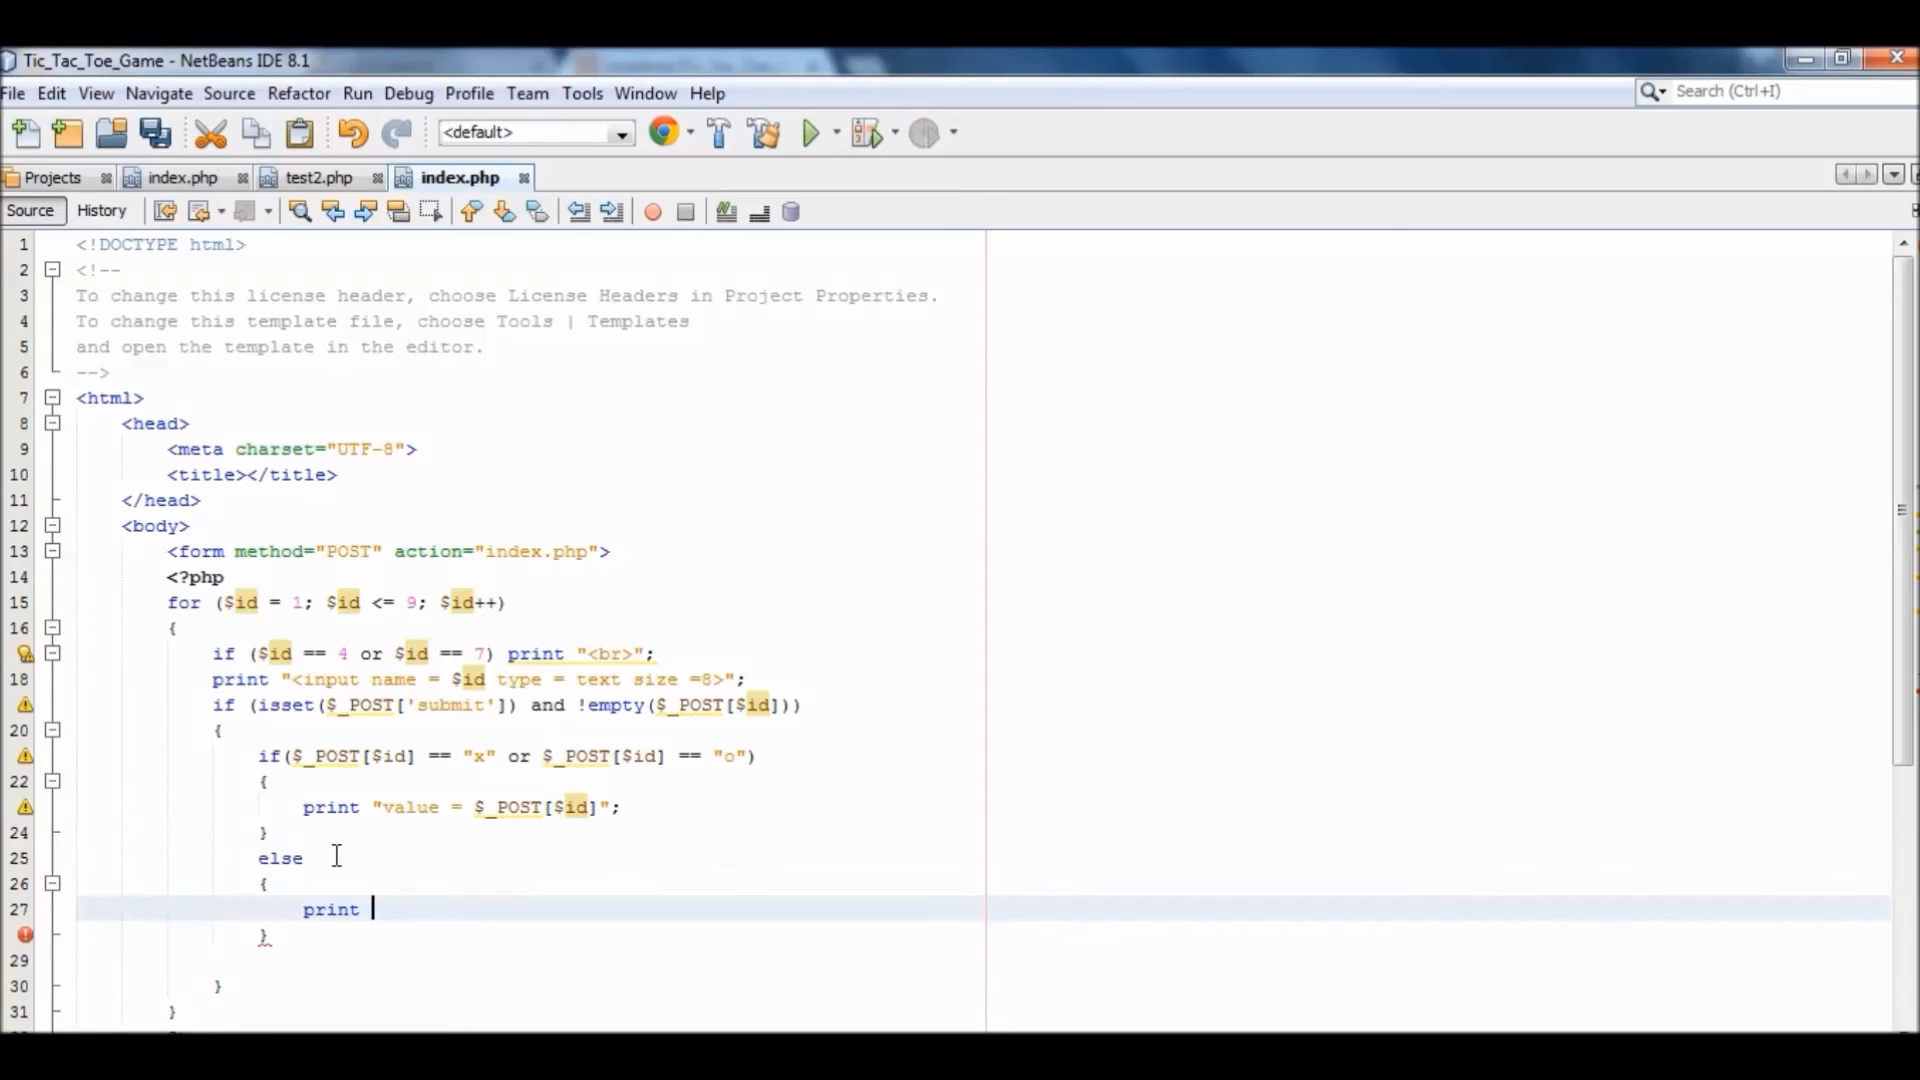 Tic_Tac_Toe_Game - NetBeans IDE 8.1
File Edit View Navigate Source Refactor Run Debug Profile Team Tools Window Help
Search (Ctrl+I)
<default>
Projects index.php test2.php index.php
Source History
1 <!DOCTYPE html>
2 <!--
3 To change this license header, choose License Headers in Project Properties.
4 To change this template file, choose Tools | Templates
5 and open the template in the editor.
6 -->
7 <html>
8 <head>
9 <meta charset="UTF-8">
10 <title></title>
11 </head>
12 <body>
13 <form method="POST" action="index.php">
14 <?php
15 for ($id = 1; $id <= 9; $id++)
16 {
if ($id == 4 or $id == 7) print "<br>";
18 print "<input name = $id type = text size =8>";
if (isset($_POST['submit']) and !empty($_POST[$id]))
20 {
if($_POST[$id] == "x" or $_POST[$id] == "o")
22 {
print "value = $_POST[$id]";
24 }
25 else
26 {
27 print
}
29
30 }
31 }